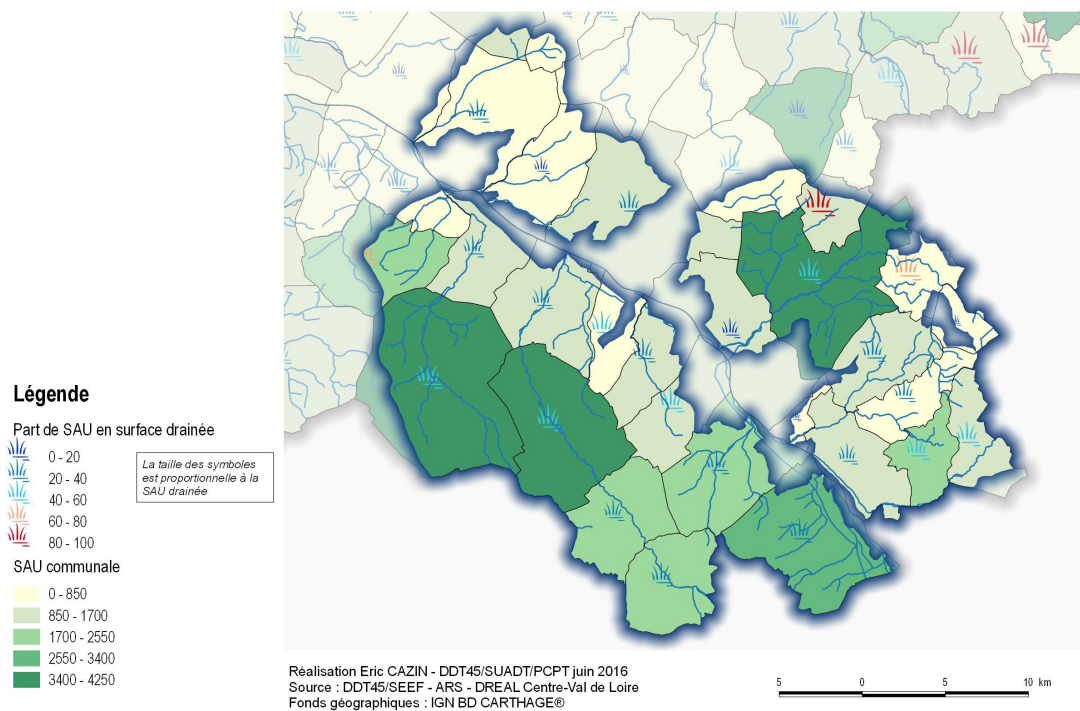 Légende
Part de SAU en surface drainée
0 - 20
20 - 40
40 - 60
60 - 80
80 - 100
La taille des symboles
est proportionnelle à la
SAU drainée
SAU communale
0 - 850
850 - 1700
1700 - 2550
2550 - 3400
3400 - 4250
Réalisation Eric CAZIN - DDT45/SUADT/PCPT juin 2016
Source : DDT45/SEEF - ARS - DREAL Centre-Val de Loire
Fonds géographiques : IGN BD CARTHAGE®
5 0 5 10 km